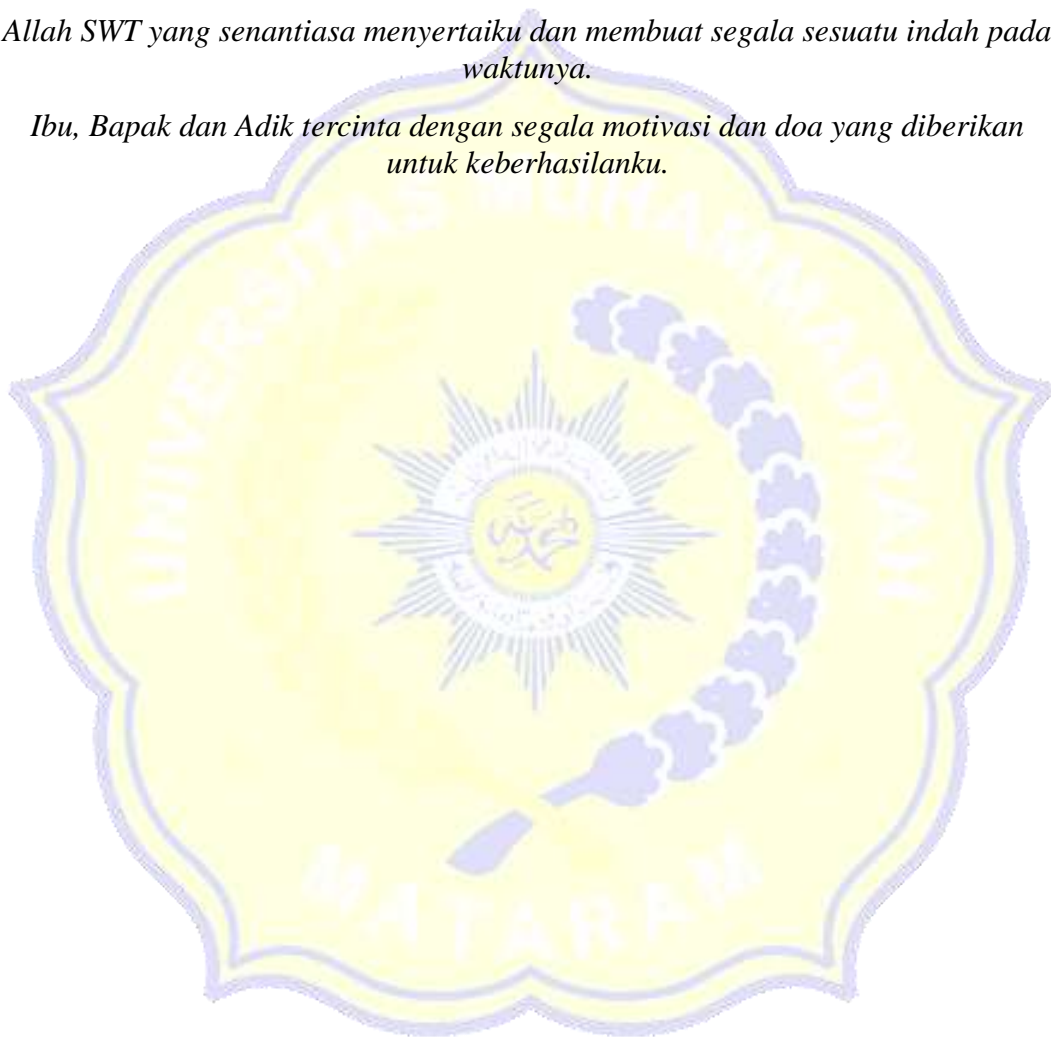 Allah SWT yang senantiasa menyertaiku dan membuat segala sesuatu indah pada
waktunya.
Ibu, Bapak dan Adik tercinta dengan segala motivasi dan doa yang diberikan
untuk keberhasilanku.
UNIVERSITAS MUHAMMADIYAH
MATARAM